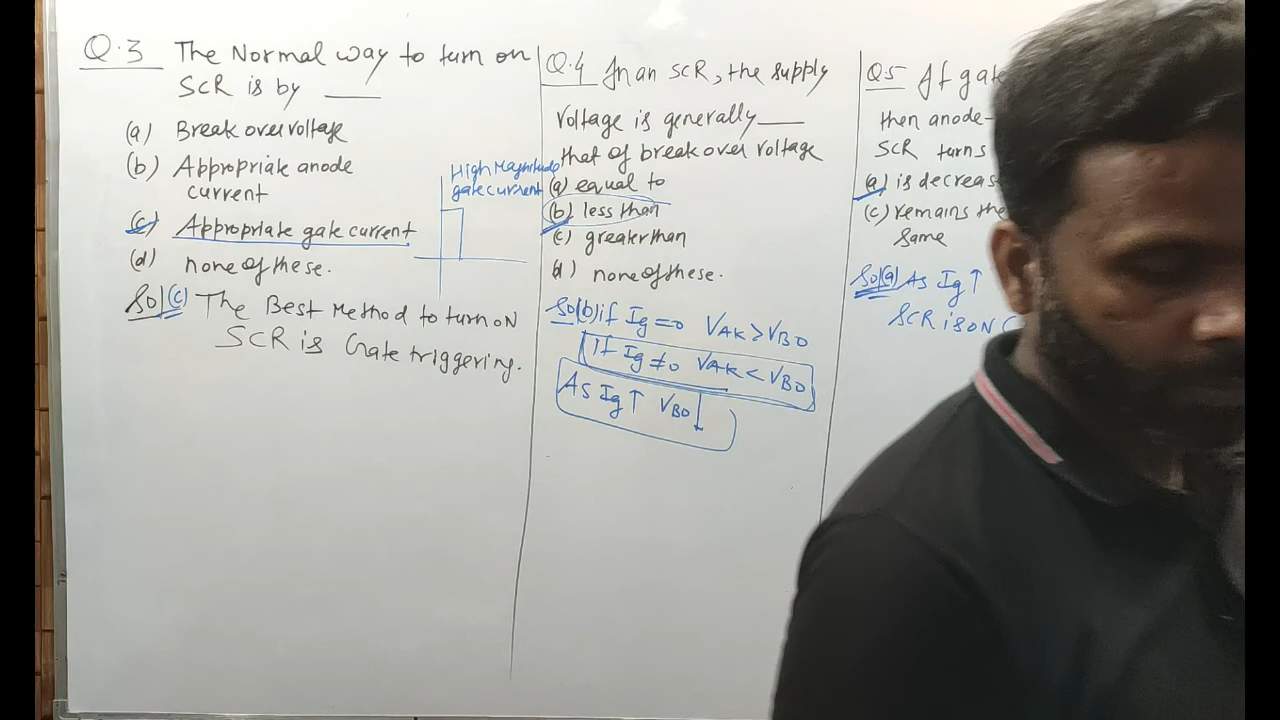 Q.3 The Normal way to turn on
SCR is by ____
(a) Break over voltage
(b) Appropriate anode
current
(c) Appropriate gate current
(d) none of these.
High Magnitude
gate current
Sol(c) The Best Method to turn ON
SCR is Gate triggering.
Q.4 In an SCR, the supply
Voltage is generally ____
that of break over voltage
(a) equal to
(b) less than
(c) greater than
(d) none of these.
Sol(b) if Ig=0 VAK>VBO
If Ig≠0 VAK<VBO
As Ig↑ VBO↓
Q5 If gate
then anode-
SCR turns
(a) is decreas
(c) remains the
same
Sol(a) As Ig↑
SCR is ON